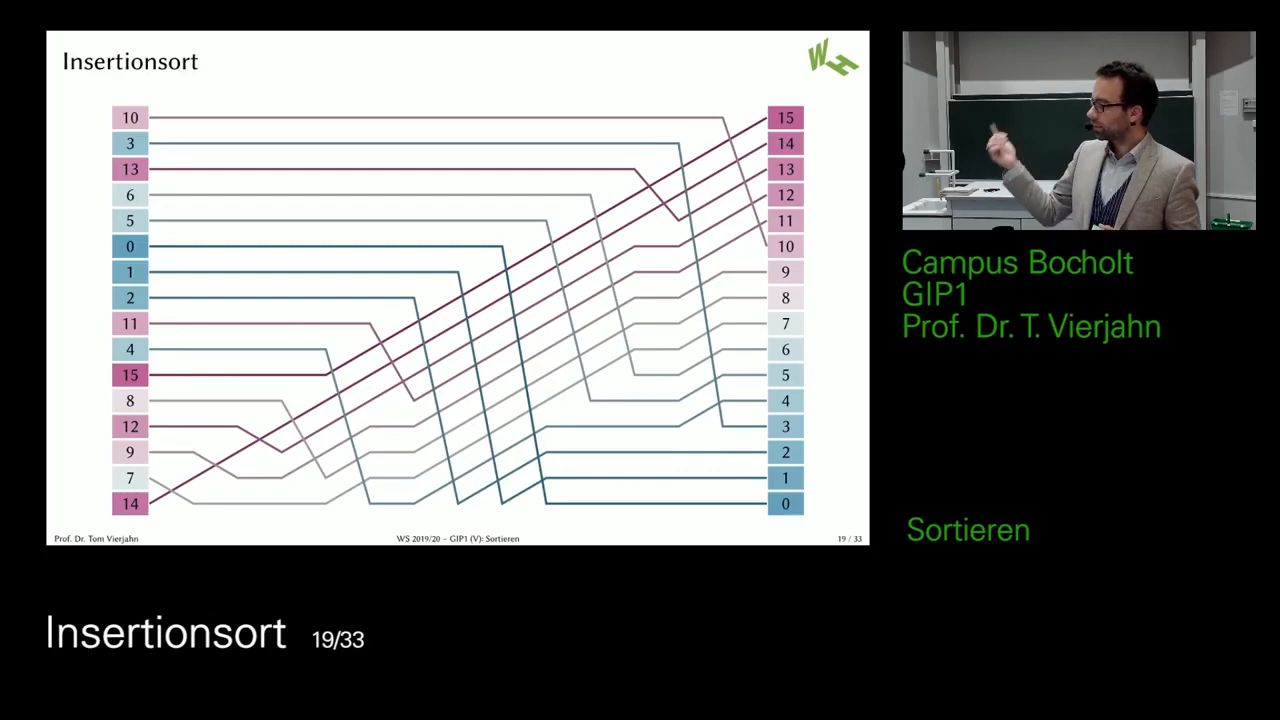 Insertionsort
WH
10 15
3 14
13 13
6 12
5 11
0 10
1 9
2 8
11 7
4 6
15 5
8 4
12 3
9 2
7 1
14 0
Prof. Dr. Tom Vierjahn WS 2019/20 – GIP1 (V): Sortieren 19 / 33
Campus Bocholt
GIP1
Prof. Dr. T. Vierjahn
Sortieren
Insertionsort 19/33